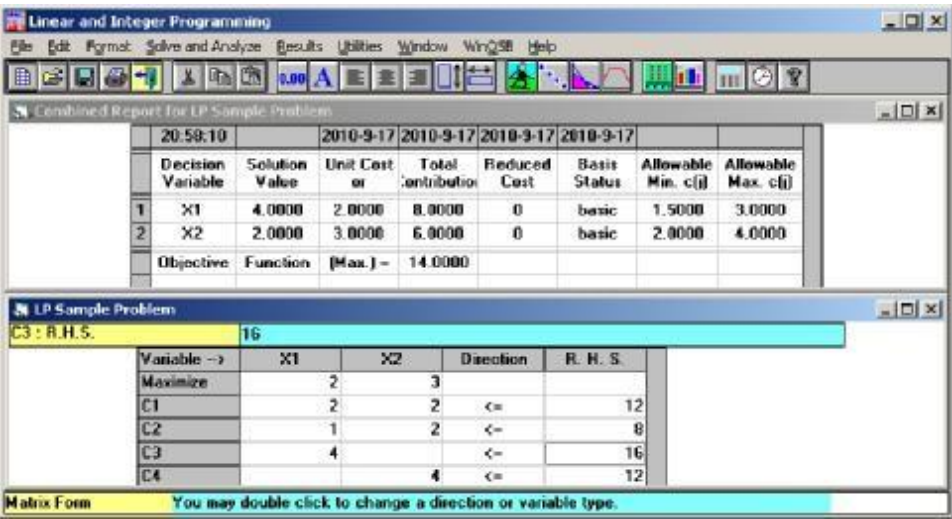 Linear and Integer Programming
File Edit Format Solve and Analyze Results Utilities Window WinQSB Help
0.00 A
Combined Report for LP Sample Problem
20:58:10 2010-9-17 2010-9-17 2010-9-17 2010-9-17
Decision Solution Unit Cost Total Reduced Basis Allowable Allowable
Variable Value or Contribution Cost Status Min. c(j) Max. c(j)
1 X1 4.0000 2.0000 8.0000 0 basic 1.5000 3.0000
2 X2 2.0000 3.0000 6.0000 0 basic 2.0000 4.0000
Objective Function (Max.) = 14.0000
LP Sample Problem
C3 : R.H.S. 16
Variable --> X1 X2 Direction R. H. S.
Maximize 2 3
C1 2 2 <= 12
C2 1 2 <= 8
C3 4 <= 16
C4 4 <= 12
Matrix Form You may double click to change a direction or variable type.